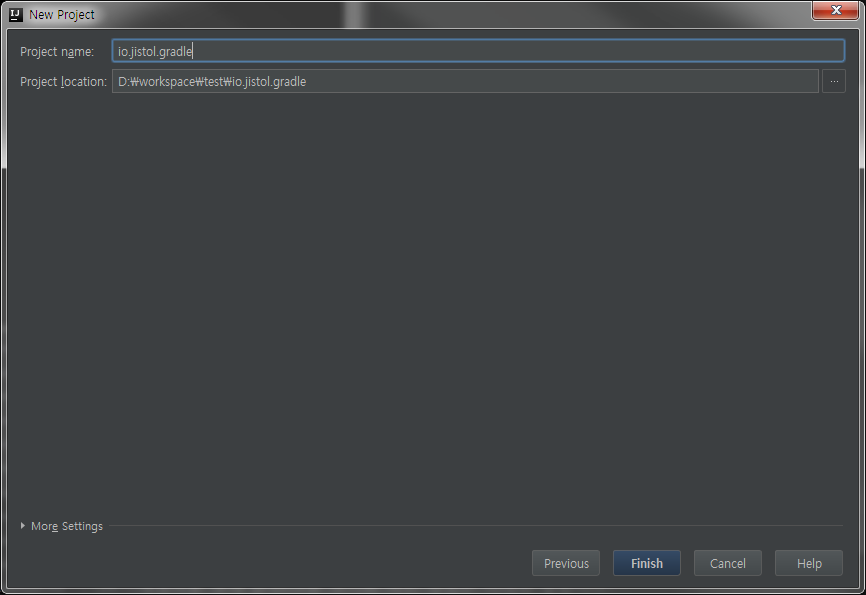 IJ New Project
Project name: io.jistol.gradle
Project location: D:₩workspace₩test₩io.jistol.gradle ...
More Settings
Previous Finish Cancel Help